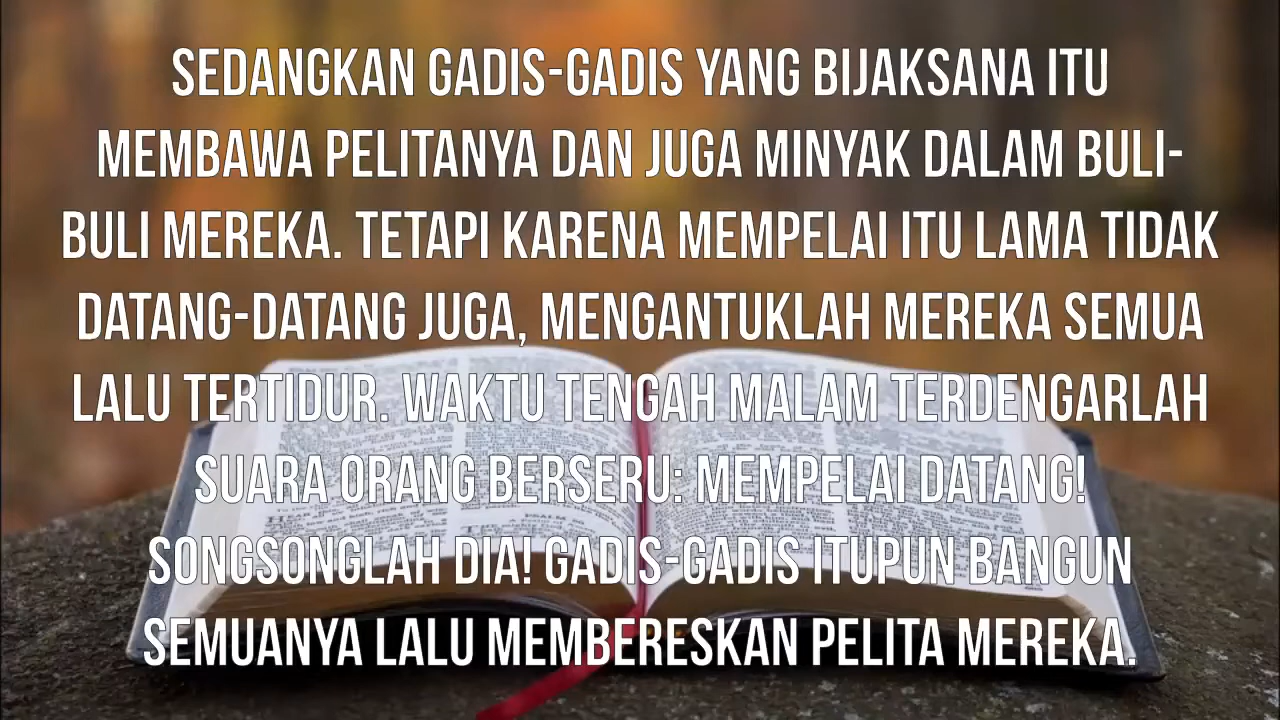 SEDANGKAN GADIS-GADIS YANG BIJAKSANA ITU
MEMBAWA PELITANYA DAN JUGA MINYAK DALAM BULI-
BULI MEREKA. TETAPI KARENA MEMPELAI ITU LAMA TIDAK
DATANG-DATANG JUGA, MENGANTUKLAH MEREKA SEMUA
LALU TERTIDUR. WAKTU TENGAH MALAM TERDENGARLAH
SUARA ORANG BERSERU: MEMPELAI DATANG!
SONGSONGLAH DIA! GADIS-GADIS ITUPUN BANGUN
SEMUANYA LALU MEMBERESKAN PELITA MEREKA.